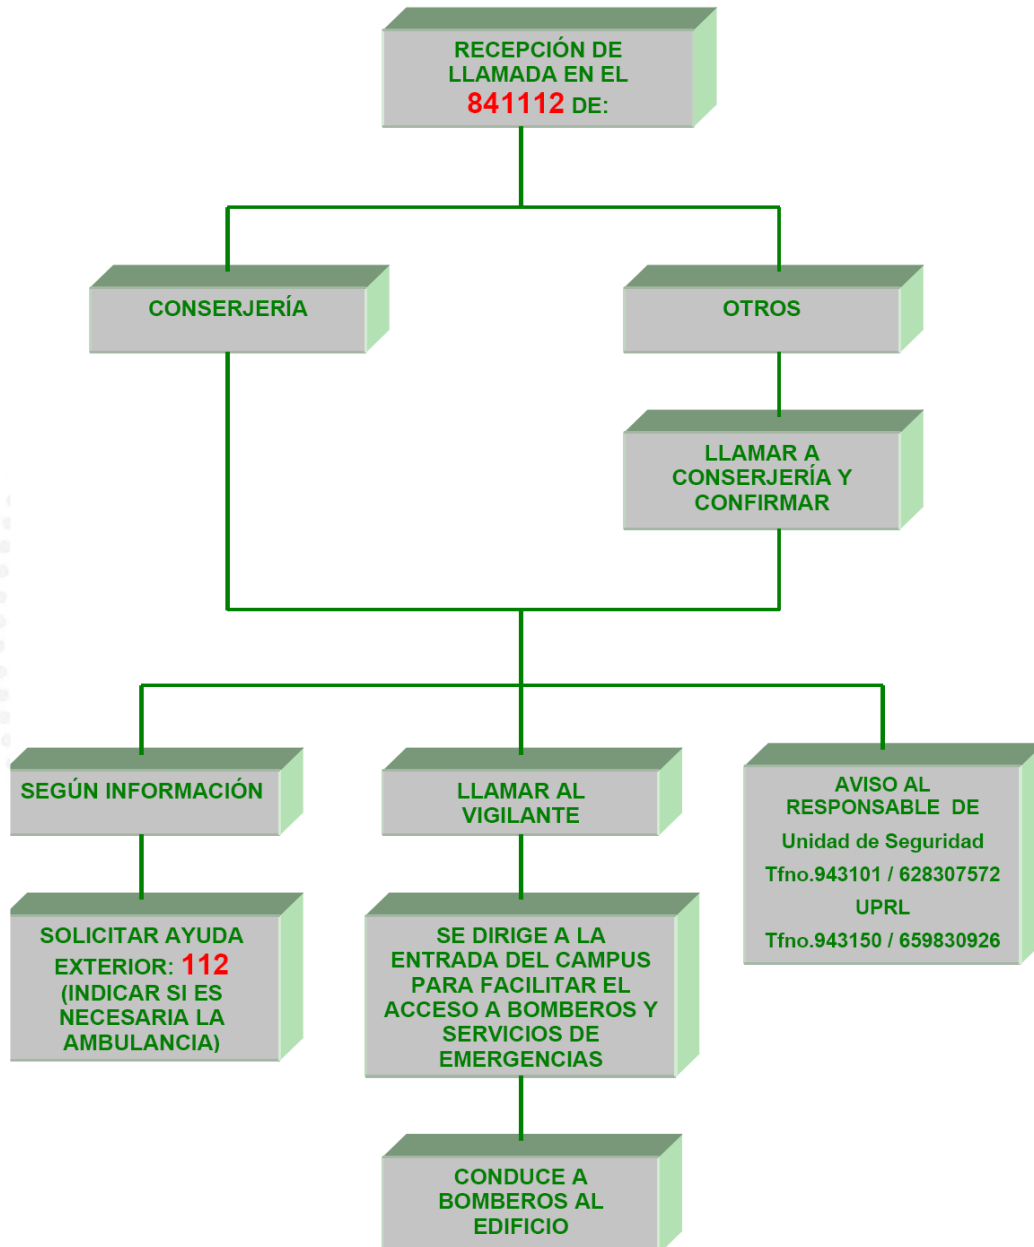 RECEPCIÓN DE
LLAMADA EN EL
841112 DE:
CONSERJERÍA
OTROS
LLAMAR A
CONSERJERÍA Y
CONFIRMAR
SEGÚN INFORMACIÓN
LLAMAR AL
VIGILANTE
AVISO AL
RESPONSABLE DE
Unidad de Seguridad
Tfno.943101 / 628307572
UPRL
Tfno.943150 / 659830926
SOLICITAR AYUDA
EXTERIOR: 112
(INDICAR SI ES
NECESARIA LA
AMBULANCIA)
SE DIRIGE A LA
ENTRADA DEL CAMPUS
PARA FACILITAR EL
ACCESO A BOMBEROS Y
SERVICIOS DE
EMERGENCIAS
CONDUCE A
BOMBEROS AL
EDIFICIO